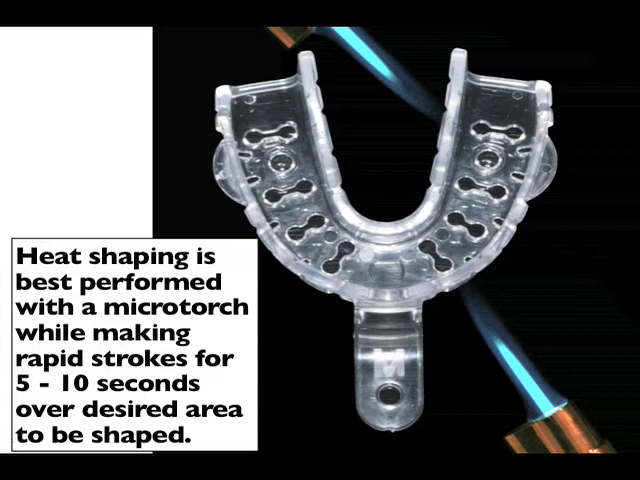 Heat shaping is
best performed
with a microtorch
while making
rapid strokes for
5 - 10 seconds
over desired area
to be shaped.